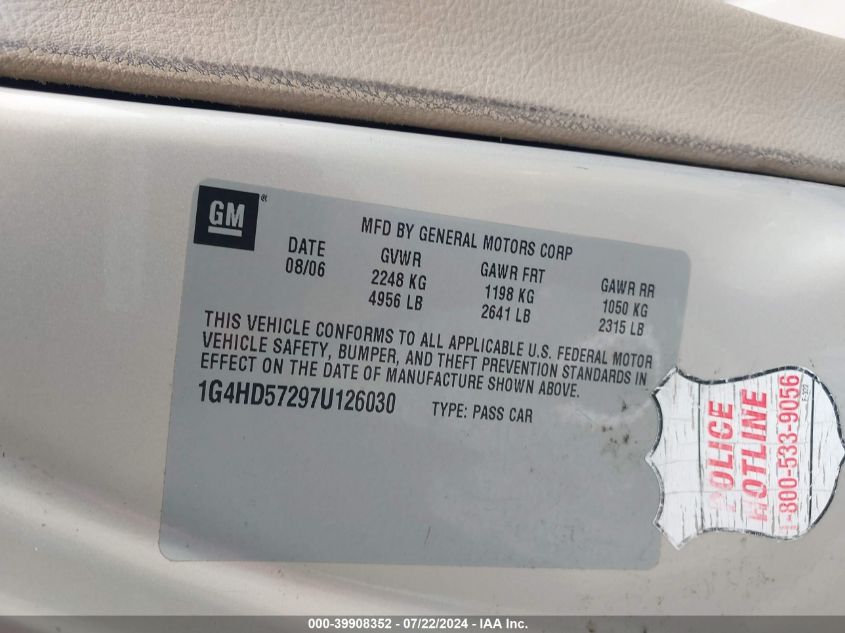 GM®
MFD BY GENERAL MOTORS CORP
DATE GVWR GAWR FRT GAWR RR
08/06 2248 KG 1198 KG 1050 KG
4956 LB 2641 LB 2315 LB
THIS VEHICLE CONFORMS TO ALL APPLICABLE U.S. FEDERAL MOTOR
VEHICLE SAFETY, BUMPER, AND THEFT PREVENTION STANDARDS IN
EFFECT ON THE DATE OF MANUFACTURE SHOWN ABOVE.
1G4HD57297U126030 TYPE: PASS CAR
POLICE
HOTLINE
1-800-533-9056
000-39908352 - 07/22/2024 - IAA Inc.